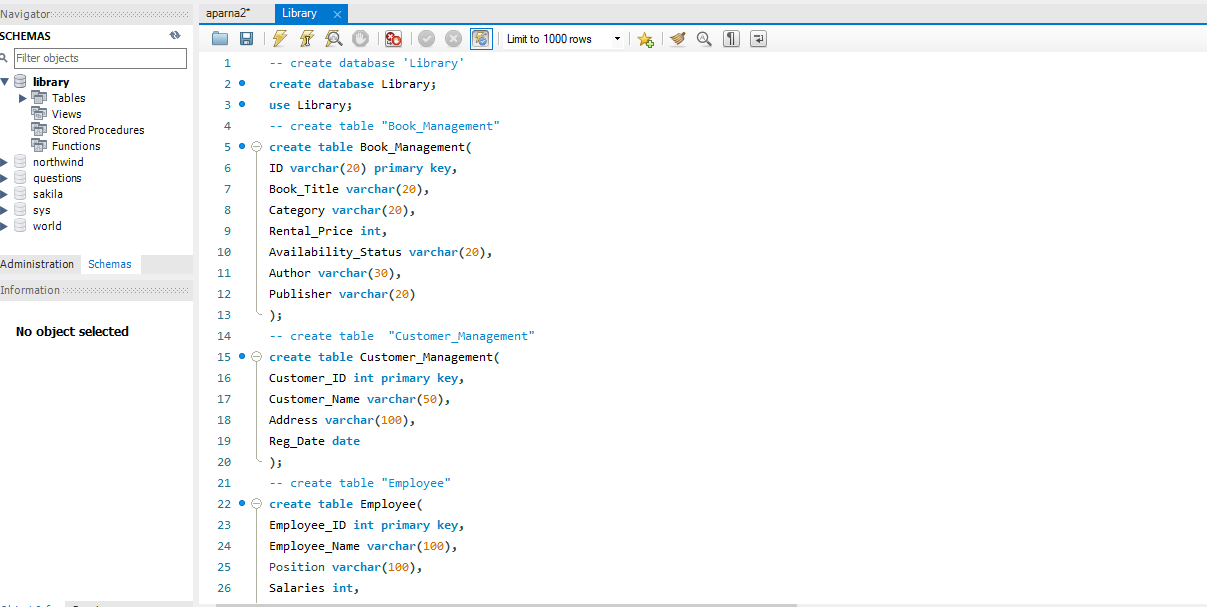 Navigator
SCHEMAS
Filter objects
library
Tables
Views
Stored Procedures
Functions
northwind
questions
sakila
sys
world
Administration Schemas
Information
No object selected
aparna2* Library
Limit to 1000 rows
1 -- create database 'Library'
2 create database Library;
3 use Library;
4 -- create table "Book_Management"
5 create table Book_Management(
6 ID varchar(20) primary key,
7 Book_Title varchar(20),
8 Category varchar(20),
9 Rental_Price int,
10 Availability_Status varchar(20),
11 Author varchar(30),
12 Publisher varchar(20)
13 );
14 -- create table  "Customer_Management"
15 create table Customer_Management(
16 Customer_ID int primary key,
17 Customer_Name varchar(50),
18 Address varchar(100),
19 Reg_Date date
20 );
21 -- create table "Employee"
22 create table Employee(
23 Employee_ID int primary key,
24 Employee_Name varchar(100),
25 Position varchar(100),
26 Salaries int,